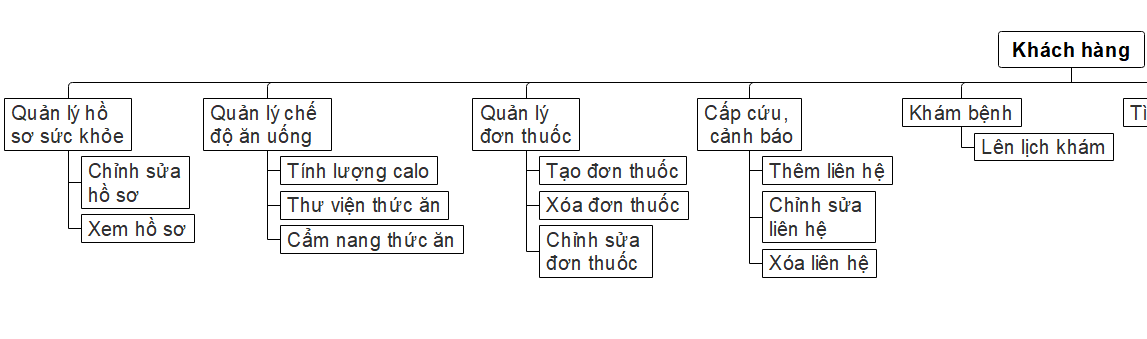 Khách hàng
Quản lý hồ
sơ sức khỏe
Chỉnh sửa
hồ sơ
Xem hồ sơ
Quản lý chế
độ ăn uống
Tính lượng calo
Thư viện thức ăn
Cẩm nang thức ăn
Quản lý
đơn thuốc
Tạo đơn thuốc
Xóa đơn thuốc
Chỉnh sửa
đơn thuốc
Cấp cứu,
cảnh báo
Thêm liên hệ
Chỉnh sửa
liên hệ
Xóa liên hệ
Khám bệnh
Lên lịch khám